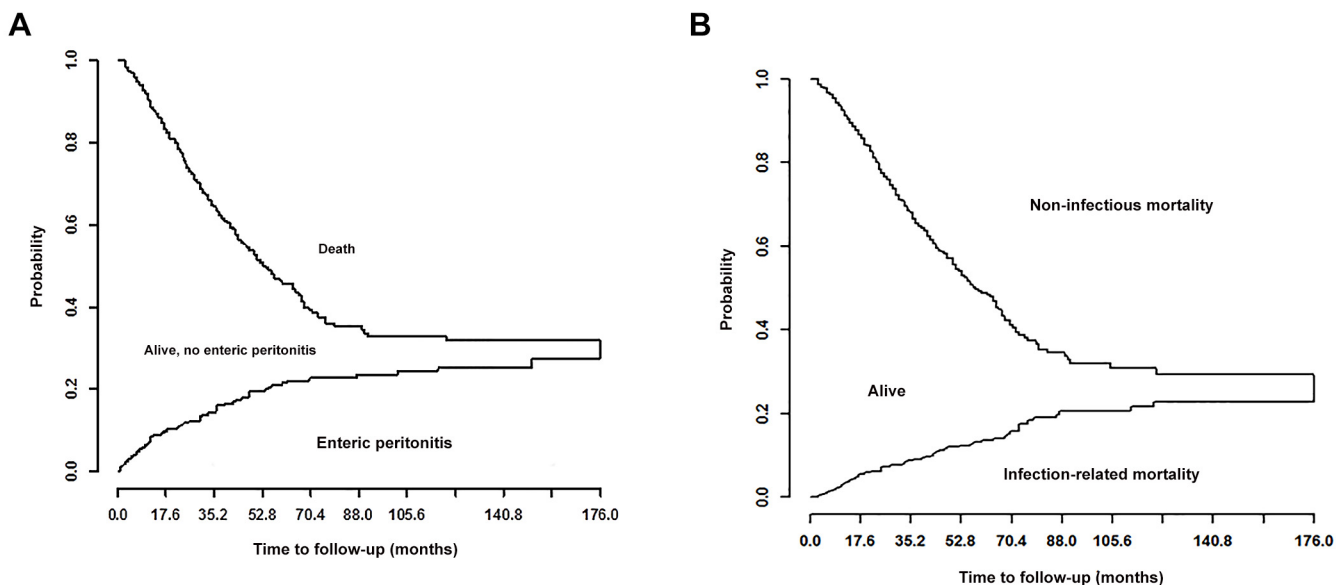 A
1.0
0.8
0.6
0.4
0.2
0.0
Probability
Death
Alive, no enteric peritonitis
Enteric peritonitis
0.0 17.6 35.2 52.8 70.4 88.0 105.6 140.8 176.0
Time to follow-up (months)
B
1.0
0.8
0.6
0.4
0.2
0.0
Probability
Non-infectious mortality
Alive
Infection-related mortality
0.0 17.6 35.2 52.8 70.4 88.0 105.6 140.8 176.0
Time to follow-up (months)